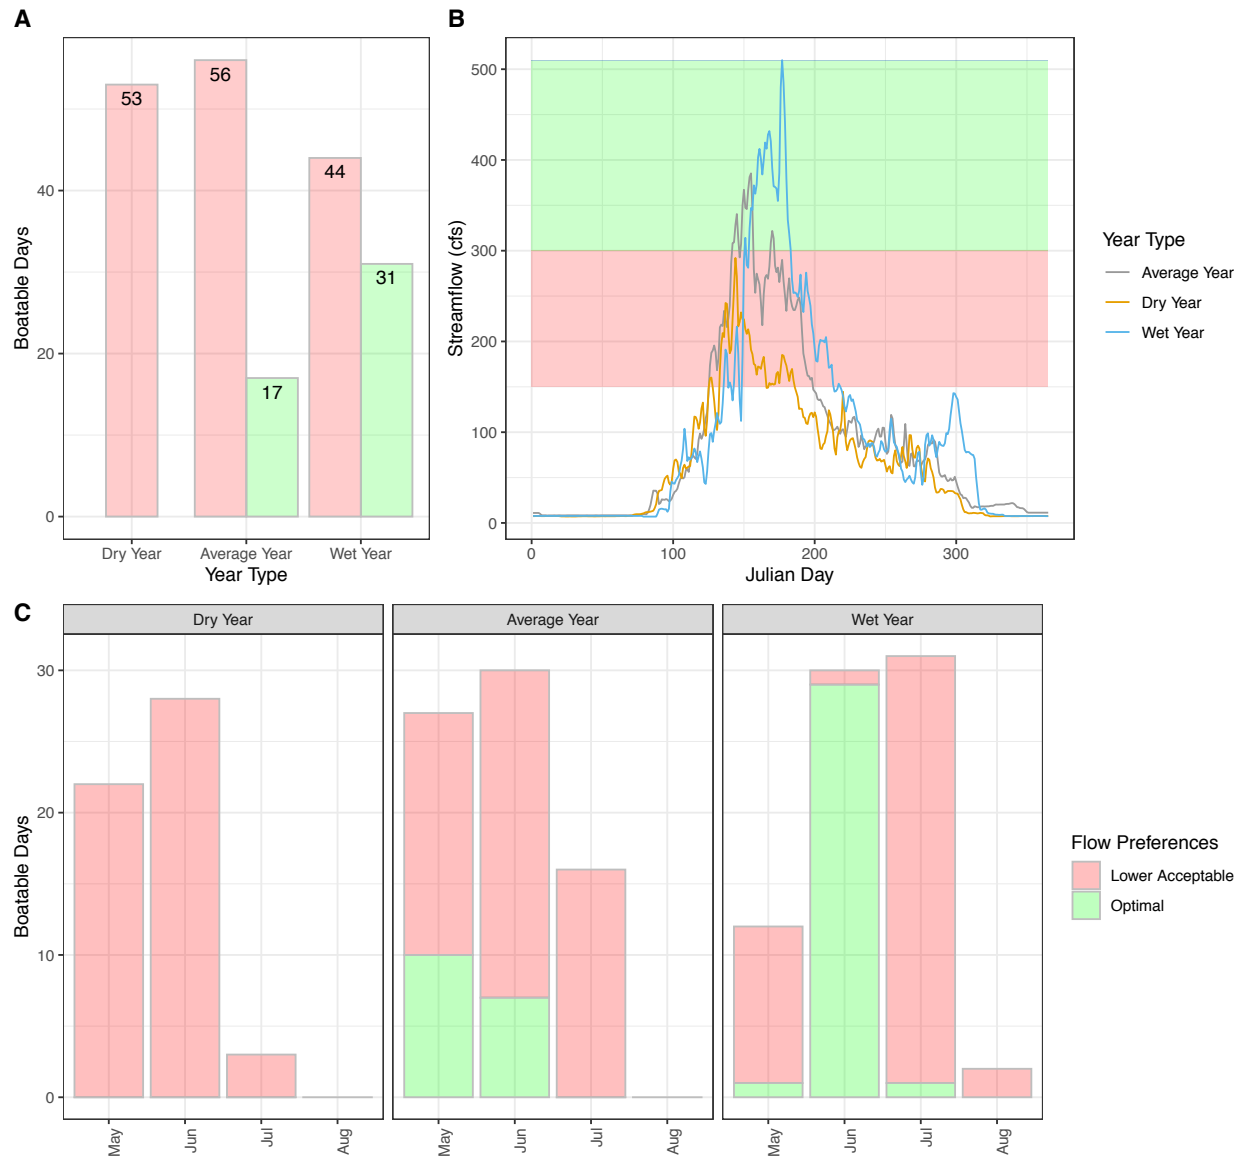 A
B
Boatable Days
40
20
0
53
56
17
44
31
Dry Year
Average Year
Wet Year
Year Type
Streamflow (cfs)
500
400
300
200
100
0
0
100
200
300
Julian Day
Year Type
Average Year
Dry Year
Wet Year
C
Dry Year
Average Year
Wet Year
Boatable Days
30
20
10
0
May
Jun
Jul
Aug
May
Jun
Jul
Aug
May
Jun
Jul
Aug
Flow Preferences
Lower Acceptable
Optimal